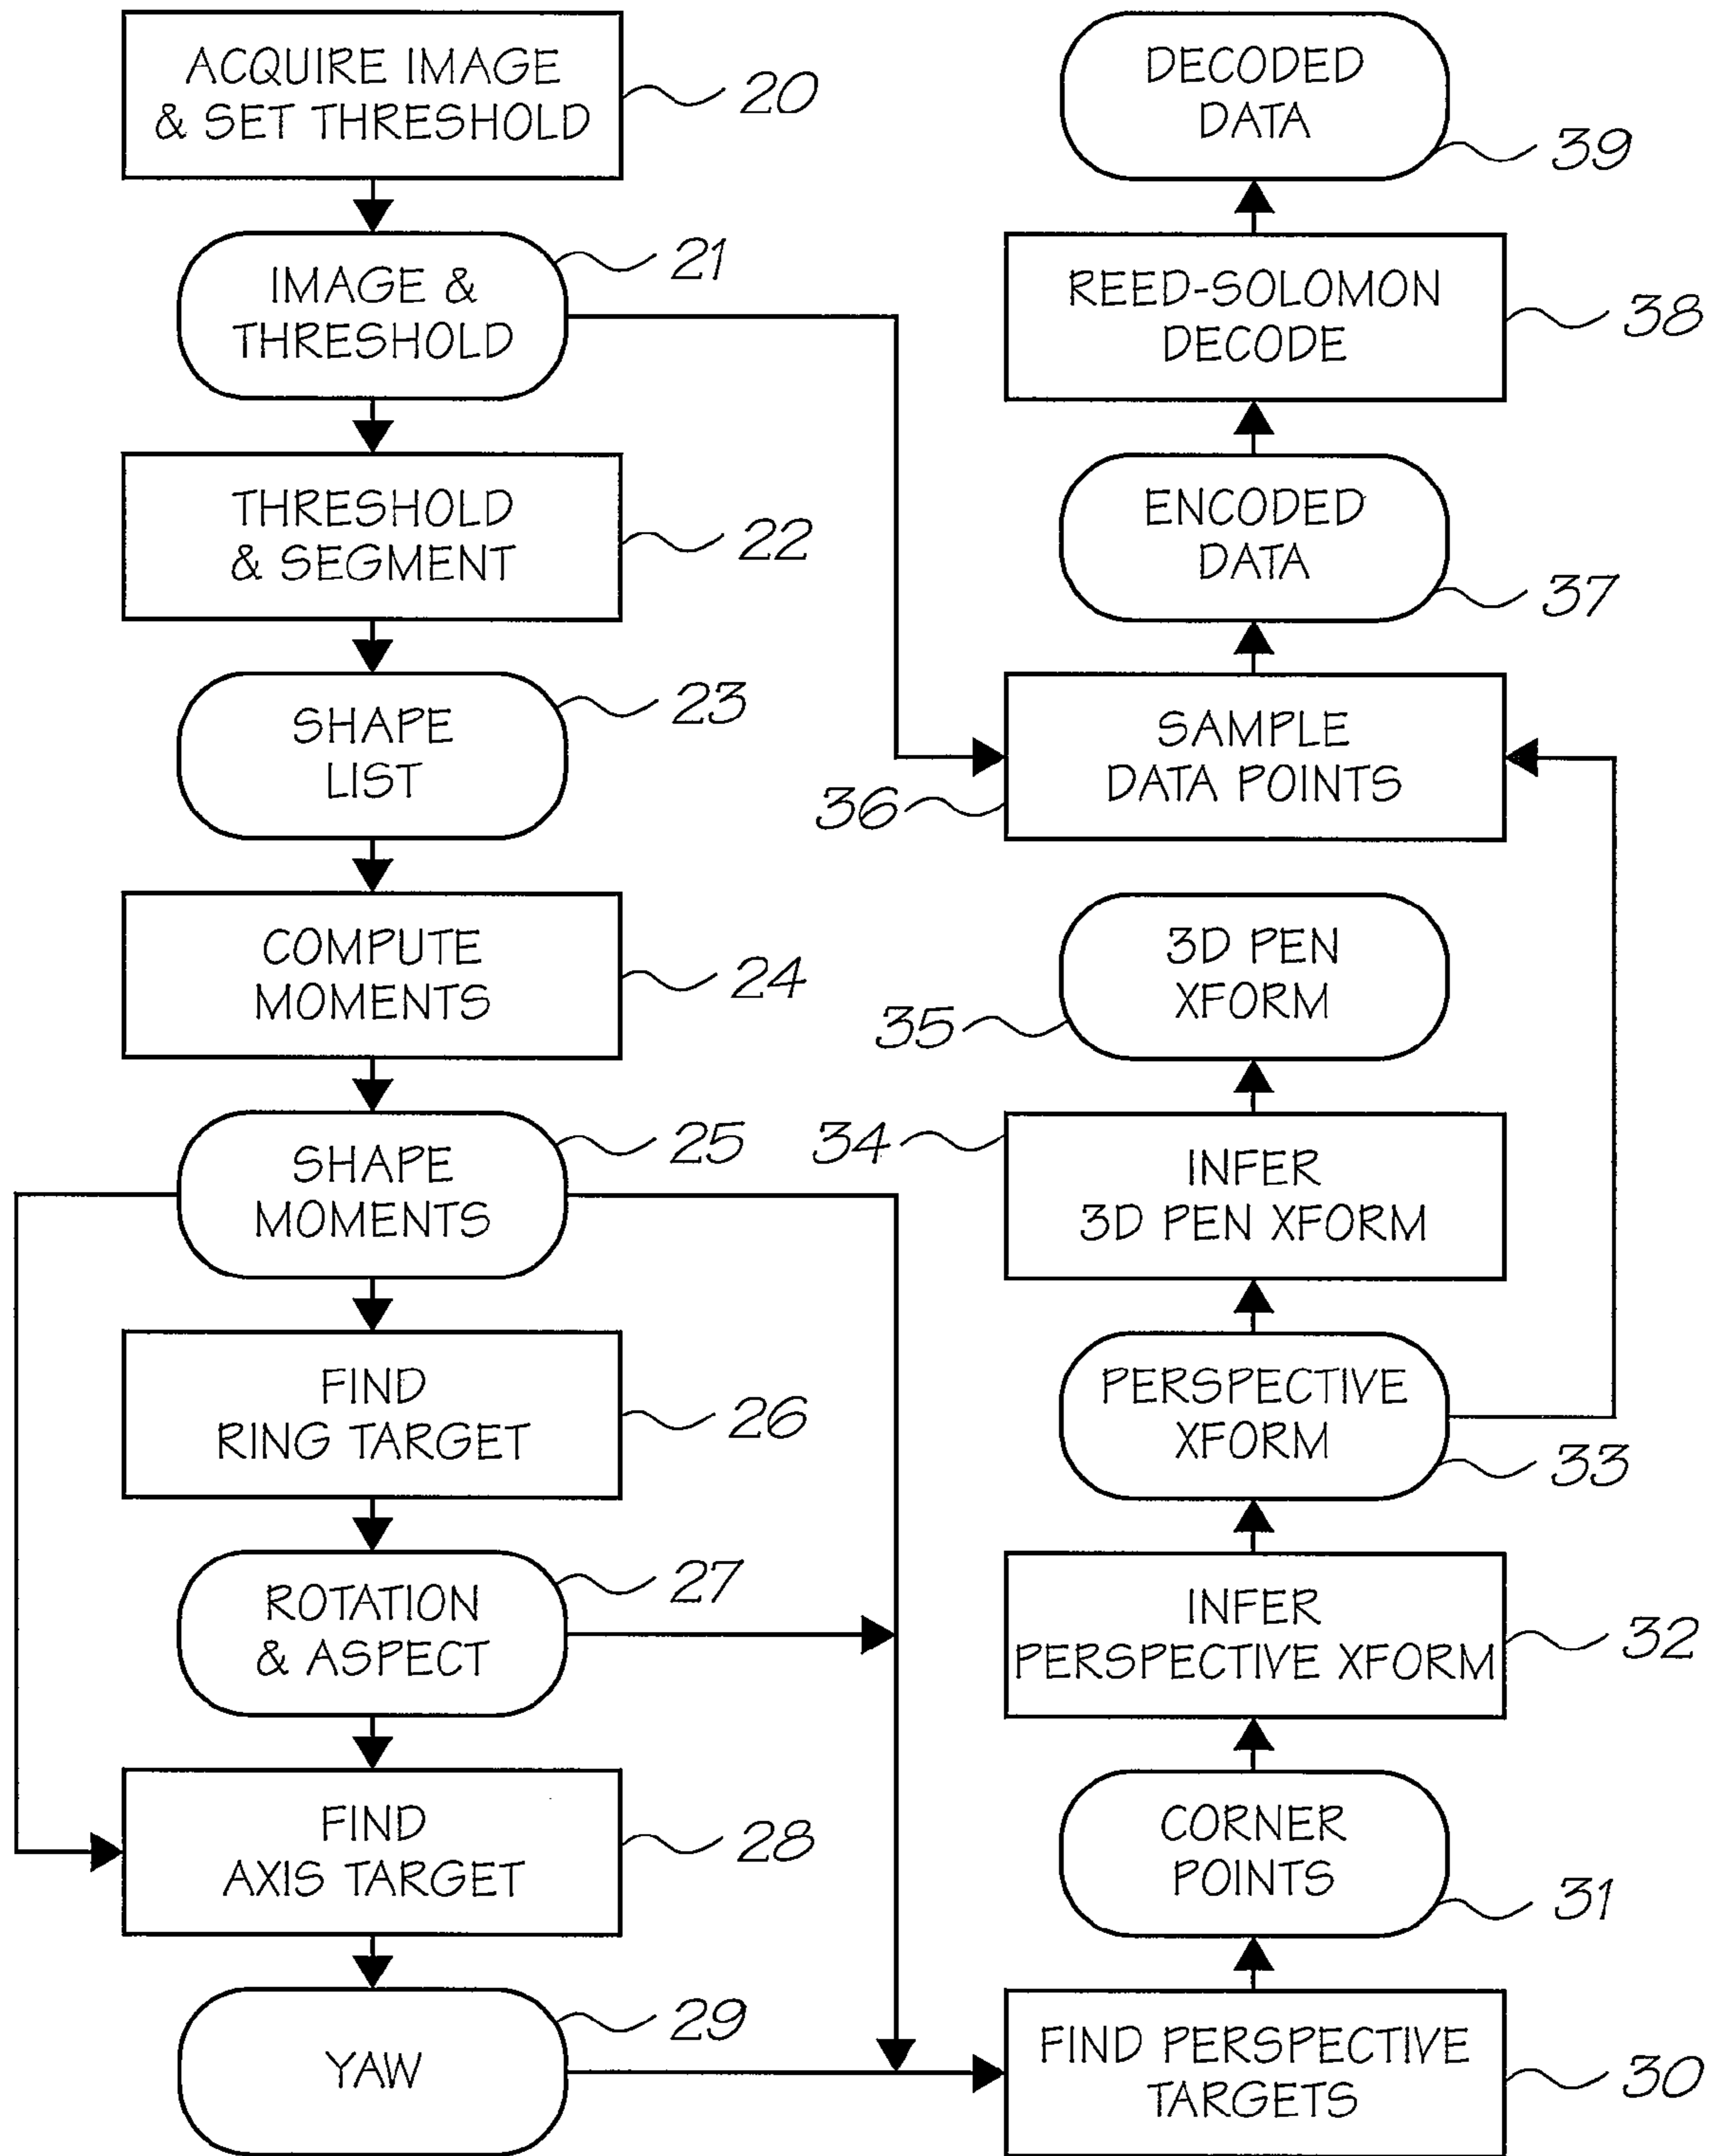 ACQUIRE IMAGE
& SET THRESHOLD
20
IMAGE &
THRESHOLD
21
THRESHOLD
& SEGMENT
22
SHAPE
LIST
23
COMPUTE
MOMENTS
24
SHAPE
MOMENTS
25
FIND
RING TARGET
26
ROTATION
& ASPECT
27
FIND
AXIS TARGET
28
YAW
29
FIND PERSPECTIVE
TARGETS
30
CORNER
POINTS
31
INFER
PERSPECTIVE XFORM
32
PERSPECTIVE
XFORM
33
INFER
3D PEN XFORM
34
3D PEN
XFORM
35
SAMPLE
DATA POINTS
36
ENCODED
DATA
37
REED-SOLOMON
DECODE
38
DECODED
DATA
39